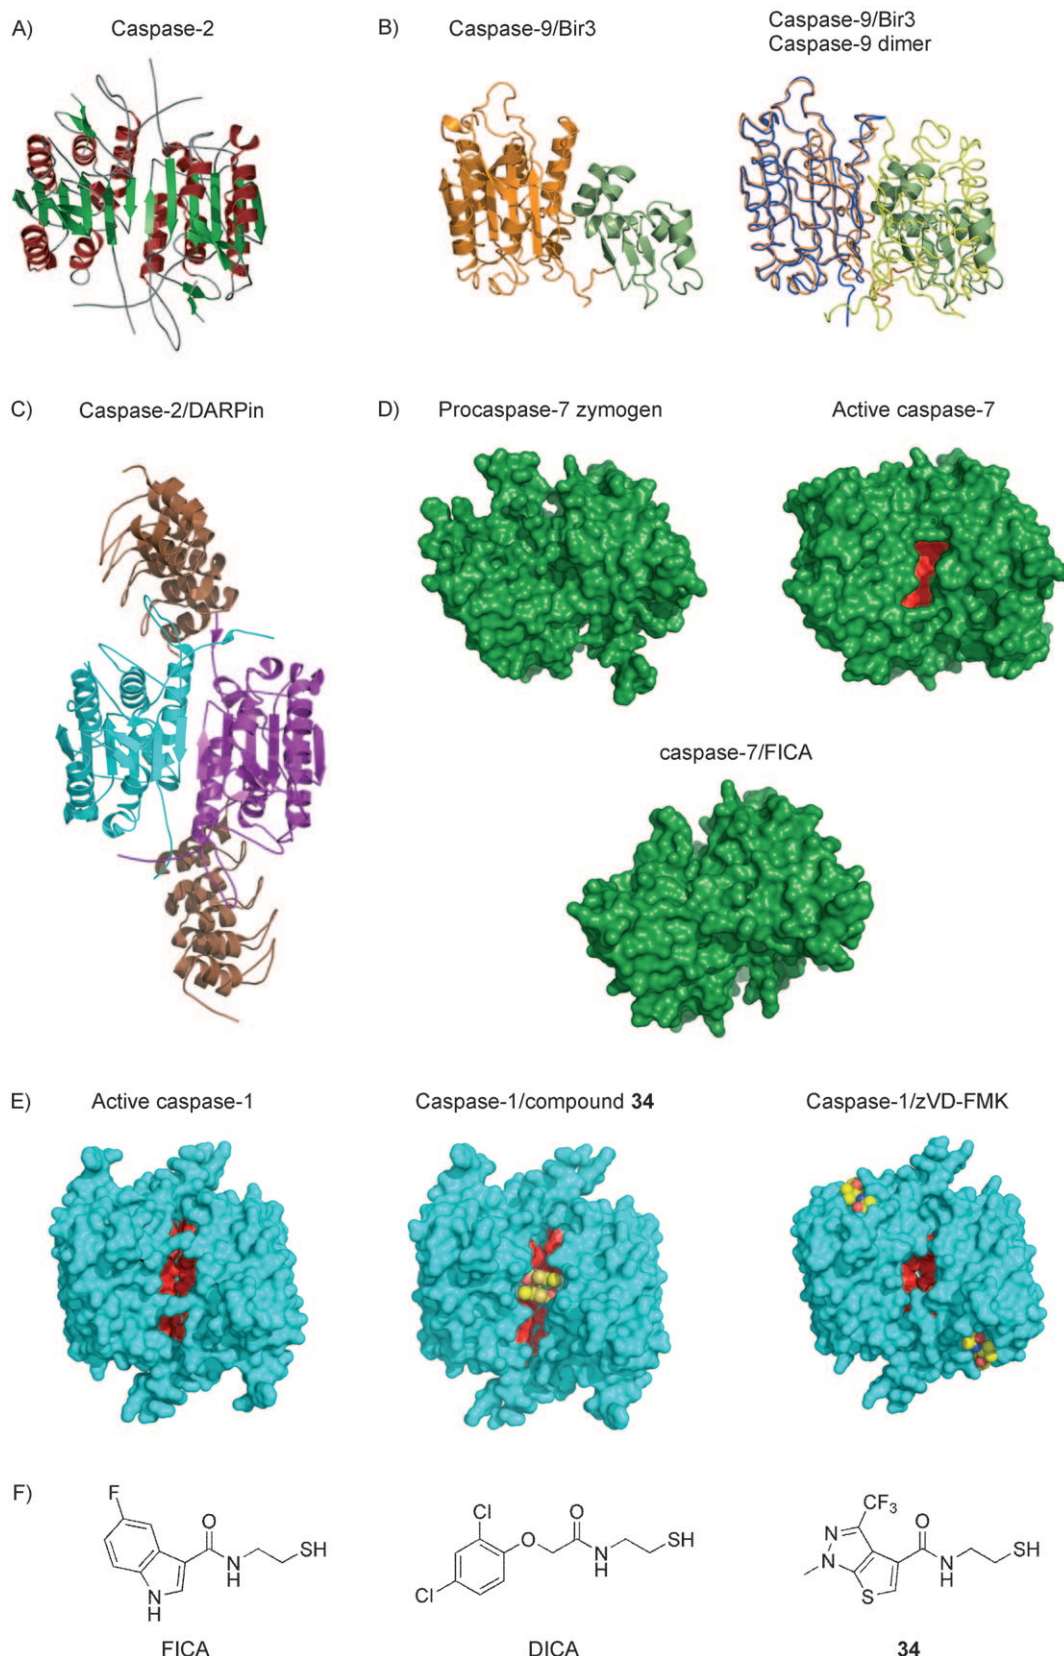 A) Caspase-2
B) Caspase-9/Bir3
Caspase-9/Bir3
Caspase-9 dimer
C) Caspase-2/DARPin
D) Procaspase-7 zymogen
Active caspase-7
caspase-7/FICA
E) Active caspase-1
Caspase-1/compound 34
Caspase-1/zVD-FMK
F)
F
O
N
H
SH
N
H
FICA
Cl
O
O
N
H
SH
Cl
DICA
CF3
N
N
S
O
N
H
SH
34